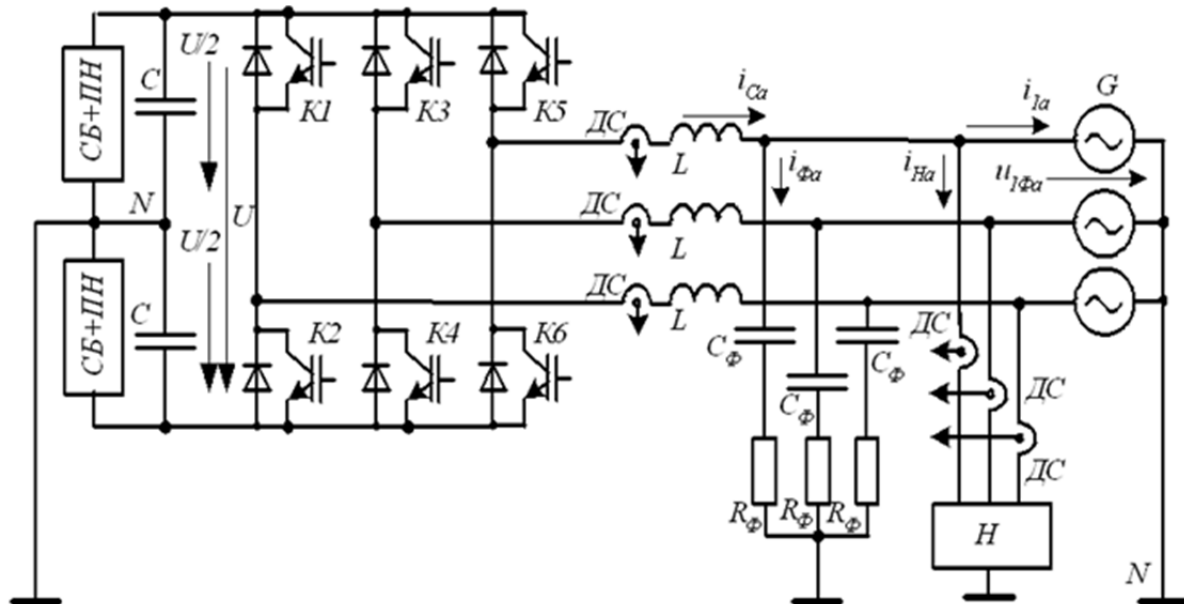 СБ+ПН
C
U/2
K1
K3
K5
N
U/2
U
СБ+ПН
C
K2
K4
K6
ДС
L
ДС
L
ДС
L
i_Ca
i_1a
G
i_Фa
i_Ha
u_1Фa
C_Ф
C_Ф
C_Ф
ДС
ДС
ДС
R_Ф
R_Ф
R_Ф
H
N